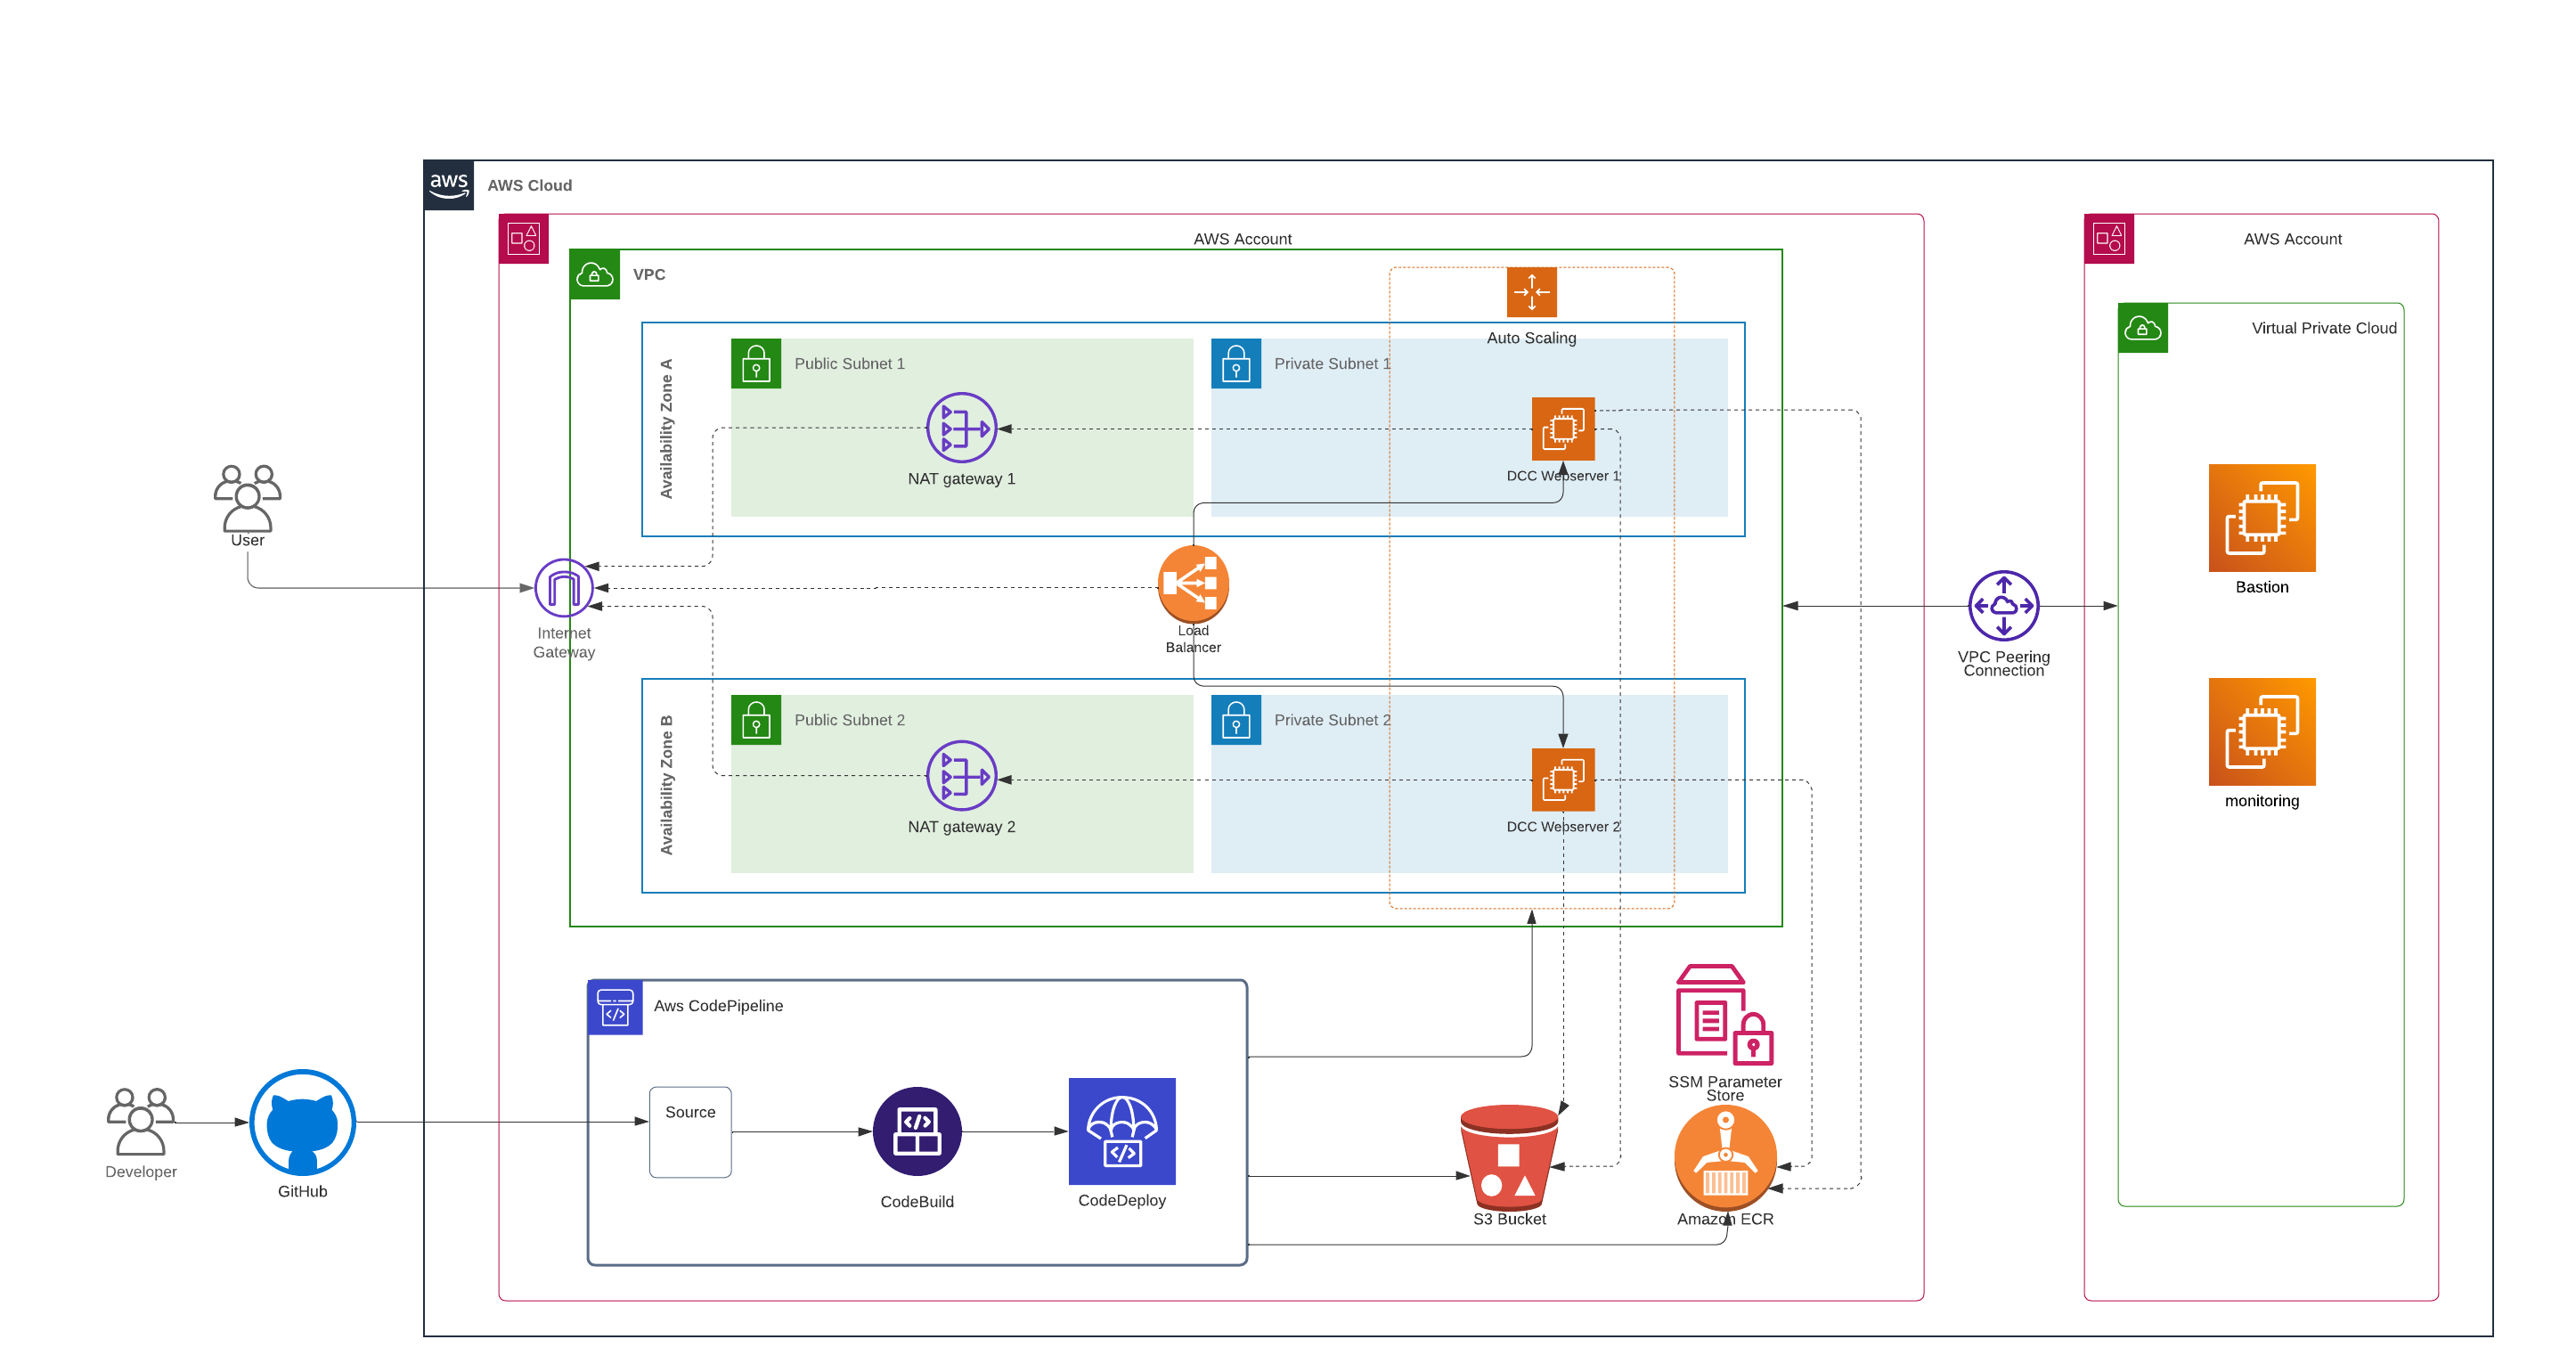 aws
AWS Cloud
AWS Account
AWS Account
VPC
Virtual Private Cloud
Auto Scaling
Availability Zone A
Public Subnet 1
Private Subnet 1
NAT gateway 1
DCC Webserver 1
User
Internet
Gateway
Load
Balancer
Bastion
VPC Peering
Connection
Availability Zone B
Public Subnet 2
Private Subnet 2
NAT gateway 2
DCC Webserver 2
monitoring
Aws CodePipeline
Source
CodeBuild
CodeDeploy
Developer
GitHub
SSM Parameter
Store
S3 Bucket
Amazon ECR